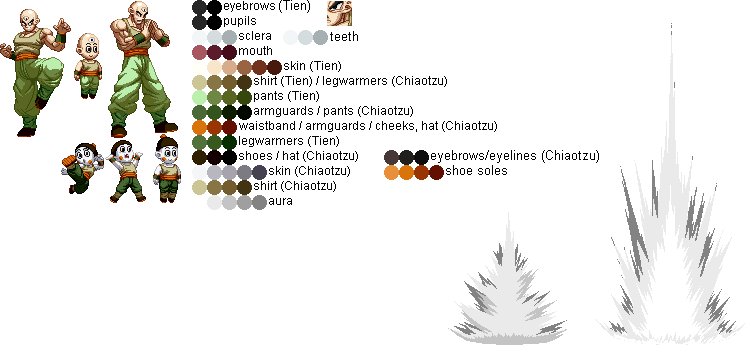 eyebrows (Tien)
pupils
sclera teeth
mouth
skin (Tien)
shirt (Tien) / legwarmers (Chiaotzu)
pants (Tien)
armguards / pants (Chiaotzu)
waistband / armguards / cheeks, hat (Chiaotzu)
legwarmers (Tien)
shoes / hat (Chiaotzu) eyebrows/eyelines (Chiaotzu)
skin (Chiaotzu) shoe soles
shirt (Chiaotzu)
aura